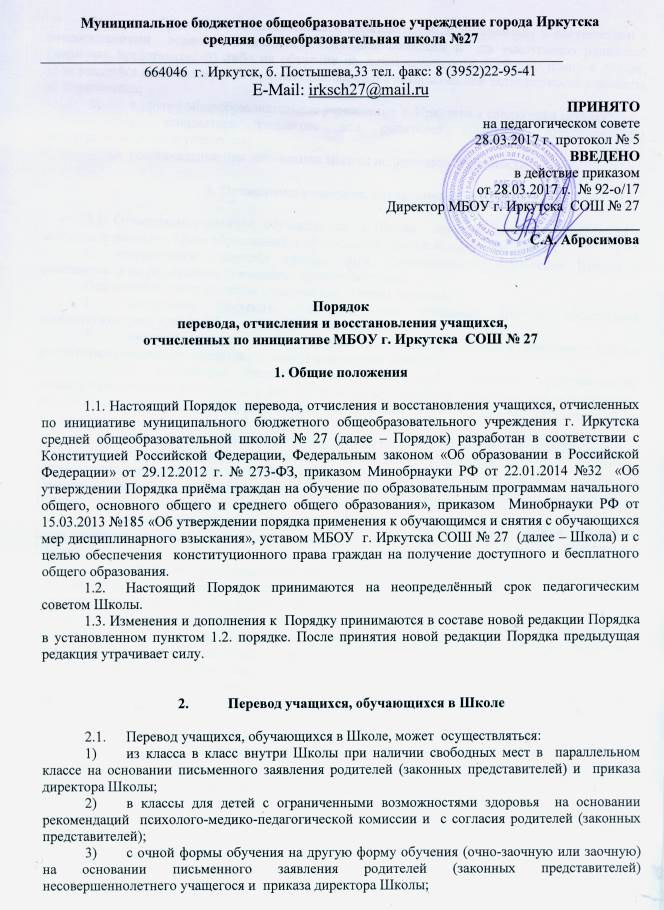 Муниципальное бюджетное общеобразовательное учреждение города Иркутска
средняя общеобразовательная школа №27
664046 г. Иркутск, б. Постышева,33 тел. факс: 8 (3952)22-95-41
E-Mail: irksch27@mail.ru
ПРИНЯТО
на педагогическом совете
28.03.2017 г. протокол № 5
ВВЕДЕНО
в действие приказом
от 28.03.2017 г. № 92-о/17
Директор МБОУ г. Иркутска СОШ № 27
С.А. Абросимова
Порядок
перевода, отчисления и восстановления учащихся,
отчисленных по инициативе МБОУ г. Иркутска СОШ № 27
1. Общие положения
1.1. Настоящий Порядок перевода, отчисления и восстановления учащихся, отчисленных
по инициативе муниципального бюджетного общеобразовательного учреждения г. Иркутска
средней общеобразовательной школой № 27 (далее – Порядок) разработан в соответствии с
Конституцией Российской Федерации, Федеральным законом «Об образовании в Российской
Федерации» от 29.12.2012 г. № 273-ФЗ, приказом Минобрнауки РФ от 22.01.2014 №32 «Об
утверждении Порядка приёма граждан на обучение по образовательным программам начального
общего, основного общего и среднего общего образования», приказом Минобрнауки РФ от
15.03.2013 №185 «Об утверждении порядка применения к обучающимся и снятия с обучающихся
мер дисциплинарного взыскания», уставом МБОУ г. Иркутска СОШ № 27 (далее – Школа) и с
целью обеспечения конституционного права граждан на получение доступного и бесплатного
общего образования.
1.2. Настоящий Порядок принимаются на неопределённый срок педагогическим
советом Школы.
1.3. Изменения и дополнения к Порядку принимаются в составе новой редакции Порядка
в установленном пунктом 1.2. порядке. После принятия новой редакции Порядка предыдущая
редакция утрачивает силу.
2. Перевод учащихся, обучающихся в Школе
2.1. Перевод учащихся, обучающихся в Школе, может осуществляться:
1) из класса в класс внутри Школы при наличии свободных мест в параллельном
классе на основании письменного заявления родителей (законных представителей) и приказа
директора Школы;
2) в классы для детей с ограниченными возможностями здоровья на основании
рекомендаций психолого-медико-педагогической комиссии и с согласия родителей (законных
представителей);
3) с очной формы обучения на другую форму обучения (очно-заочную или заочную)
на основании письменного заявления родителей (законных представителей)
несовершеннолетнего учащегося и приказа директора Школы;